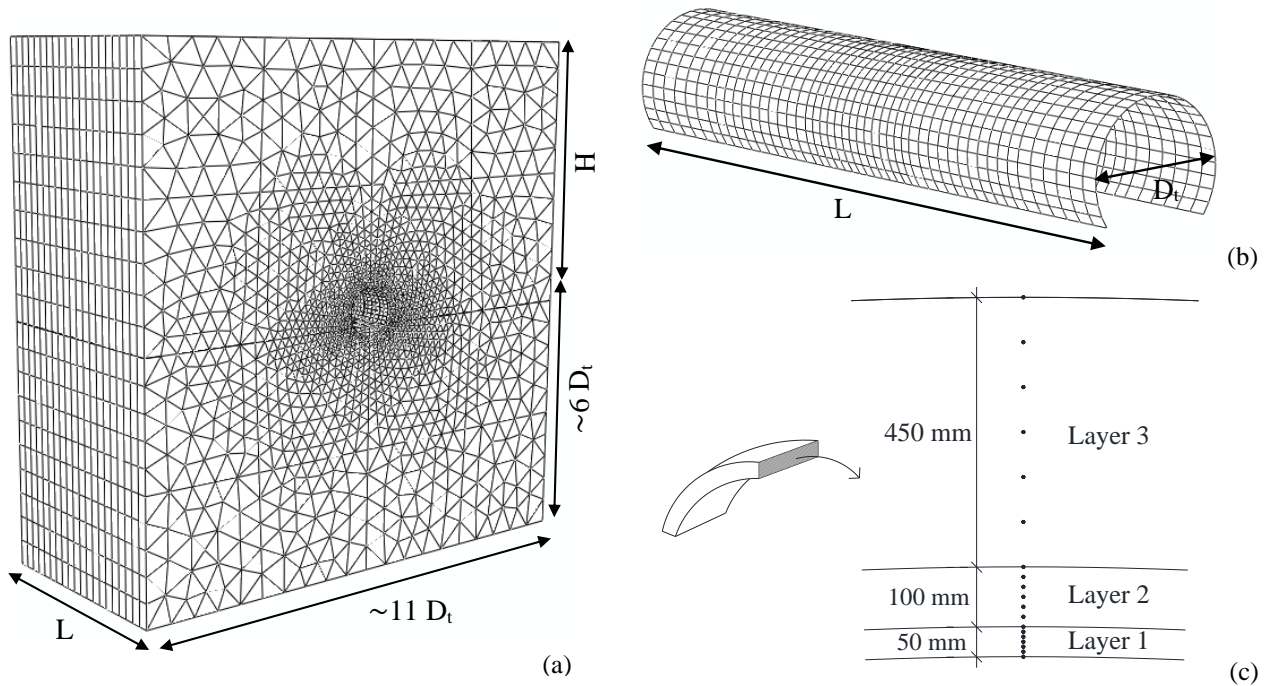 H
~6 Dₜ
~11 Dₜ
L
(a)
L
Dₜ
(b)
450 mm
Layer 3
100 mm
Layer 2
50 mm
Layer 1
(c)